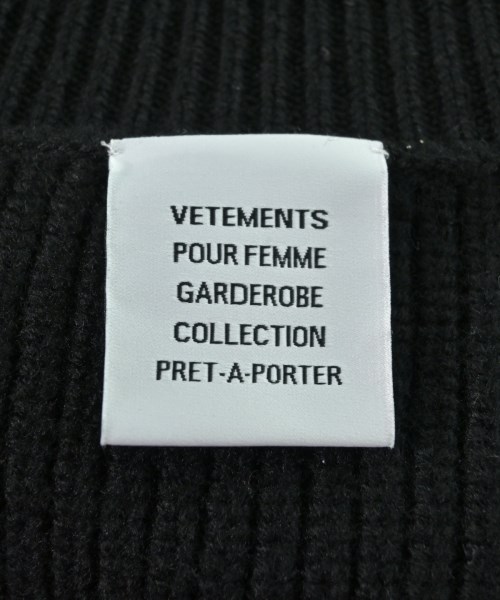 VETEMENTS
POUR FEMME
GARDEROBE
COLLECTION
PRET-A-PORTER